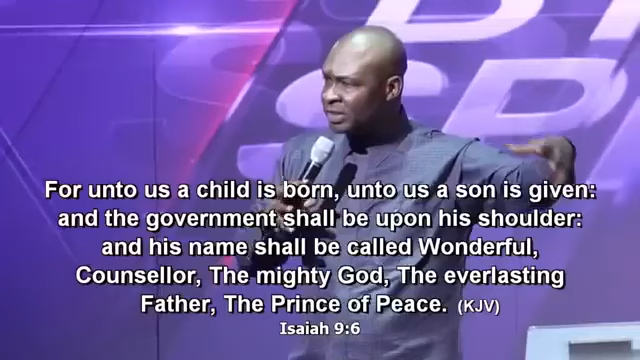 For unto us a child is born, unto us a son is given:
and the government shall be upon his shoulder:
and his name shall be called Wonderful,
Counsellor, The mighty God, The everlasting
Father, The Prince of Peace. (KJV)
Isaiah 9:6